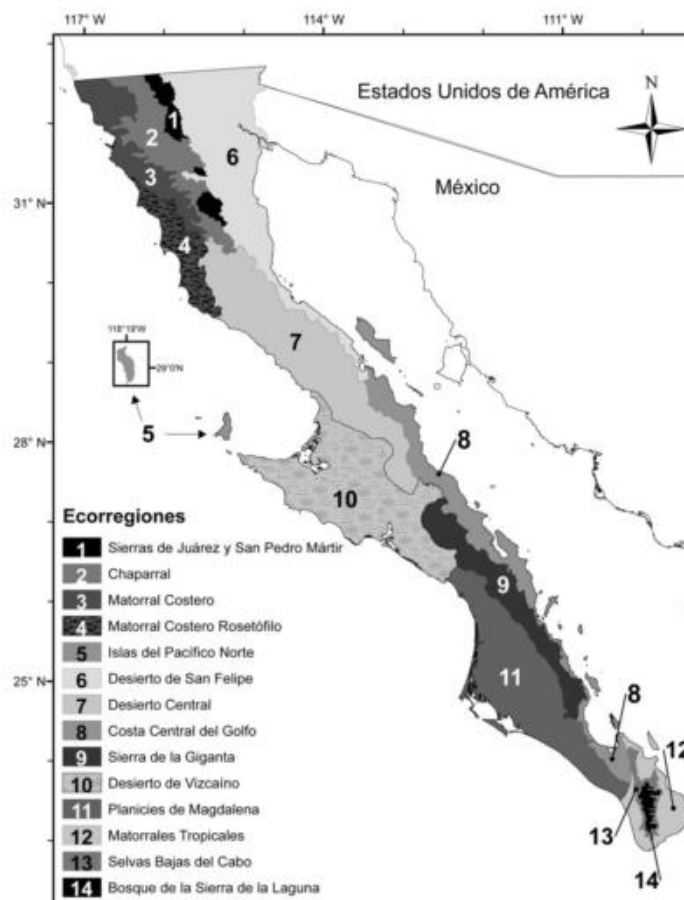 117° W
114° W
111° W
Estados Unidos de América
N
México
1
2
6
3
31° N
4
118°19'W
29°0'N
7
5
28° N
8
10
Ecorregiones
1 Sierras de Juárez y San Pedro Mártir
2 Chaparral
3 Matorral Costero
4 Matorral Costero Rosetófilo
5 Islas del Pacífico Norte
6 Desierto de San Felipe
7 Desierto Central
8 Costa Central del Golfo
9 Sierra de la Giganta
10 Desierto de Vizcaíno
11 Planicies de Magdalena
12 Matorrales Tropicales
13 Selvas Bajas del Cabo
14 Bosque de la Sierra de la Laguna
9
25° N
11
8
12
13
14